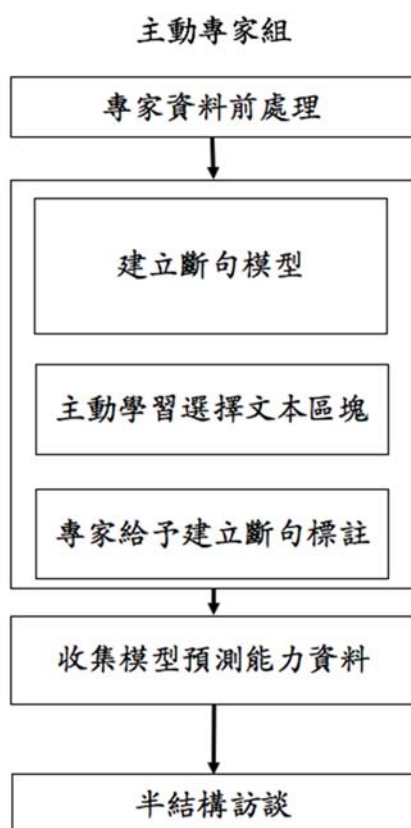 主動專家組
專家資料前處理
建立斷句模型
主動學習選擇文本區塊
專家給予建立斷句標註
收集模型預測能力資料
半結構訪談